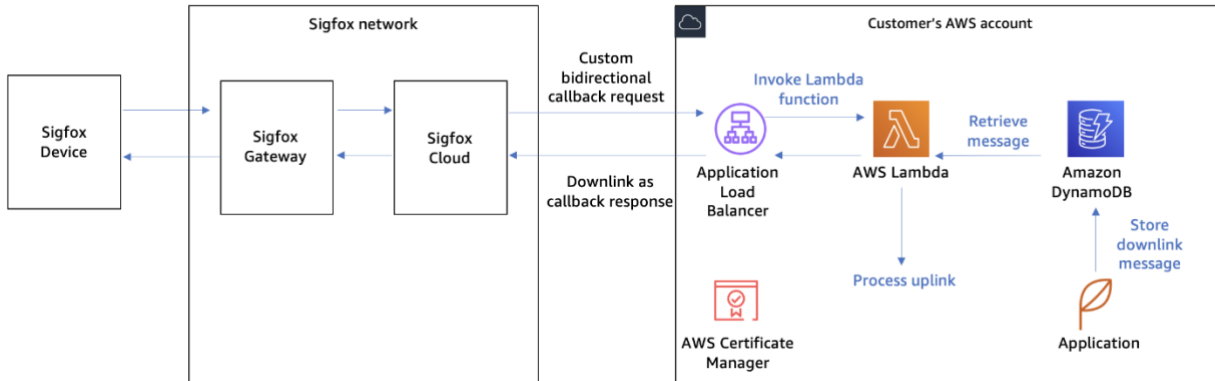 Sigfox network
Customer's AWS account
Sigfox
Device
Sigfox
Gateway
Sigfox
Cloud
Custom
bidirectional
callback request
Downlink as
callback response
Invoke Lambda
function
Application
Load
Balancer
AWS Lambda
Retrieve
message
Amazon
DynamoDB
Store
downlink
message
Process uplink
AWS Certificate
Manager
Application